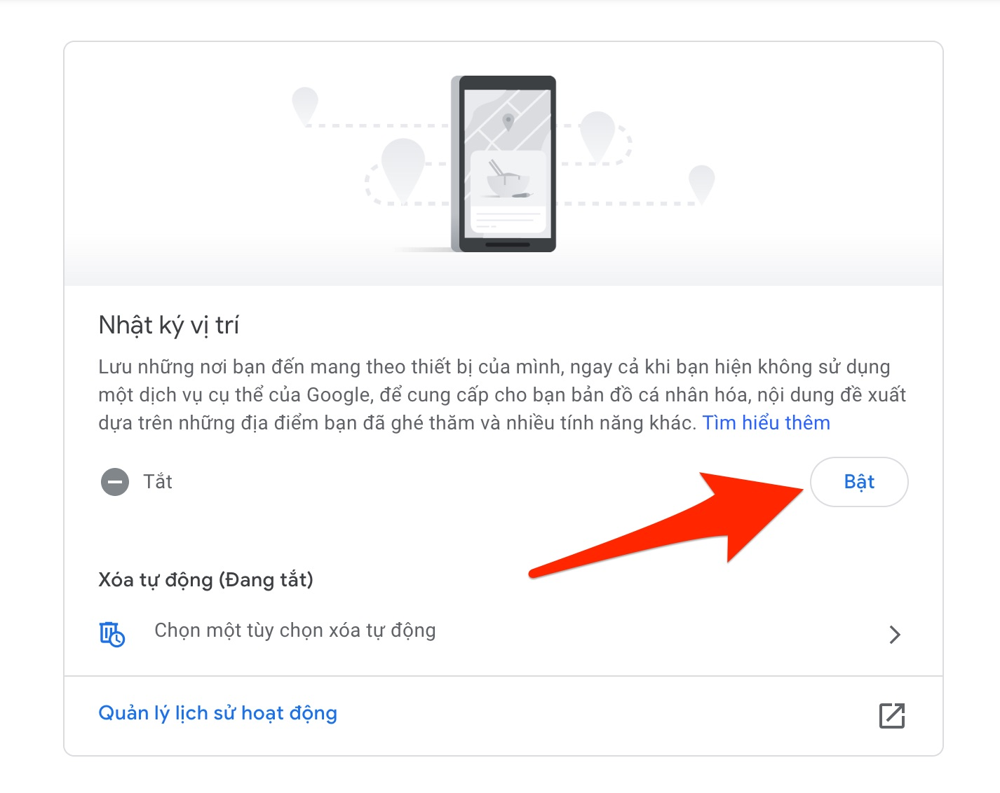 Nhật ký vị trí
Lưu những nơi bạn đến mang theo thiết bị của mình, ngay cả khi bạn hiện không sử dụng
một dịch vụ cụ thể của Google, để cung cấp cho bạn bản đồ cá nhân hóa, nội dung đề xuất
dựa trên những địa điểm bạn đã ghé thăm và nhiều tính năng khác. Tìm hiểu thêm
Tắt
Bật
Xóa tự động (Đang tắt)
Chọn một tùy chọn xóa tự động
Quản lý lịch sử hoạt động